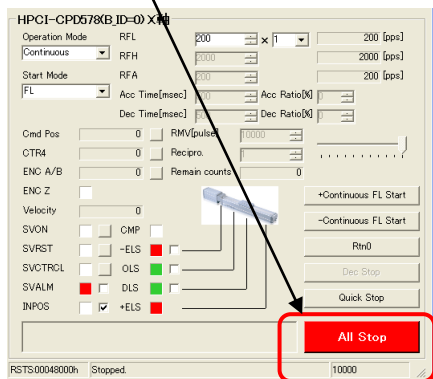 HPCI-CPD578(B_ID=0) X軸
Operation Mode RFL 200 × 1 200 [pps]
Continuous RFH 2000 2000 [pps]
Start Mode RFA 200 200 [pps]
FL Acc Time[msec] Acc Ratio[%] 0
Dec Time[msec] Dec Ratio[%] 0
Cmd Pos 0 RMV[pulse] 10000
CTR4 0 Recipro. 1
ENC A/B 0 Remain counts 0
ENC Z +Continuous FL Start
Velocity 0 -Continuous FL Start
SVON CMP
SVRST -ELS Rtn0
SVCTRCL OLS Dec Stop
SVALM DLS Quick Stop
INPOS +ELS
All Stop
RSTS:00048000h Stopped. 10000